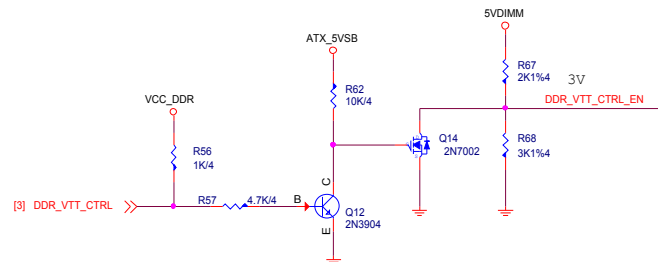 5VDIMM
ATX_5VSB
R67
2K1%4
3V
R62
10K/4
VCC_DDR
DDR_VTT_CTRL_EN
Q14
2N7002
R68
3K1%4
R56
1K/4
C
[3] DDR_VTT_CTRL
R57
4.7K/4
B
Q12
2N3904
E